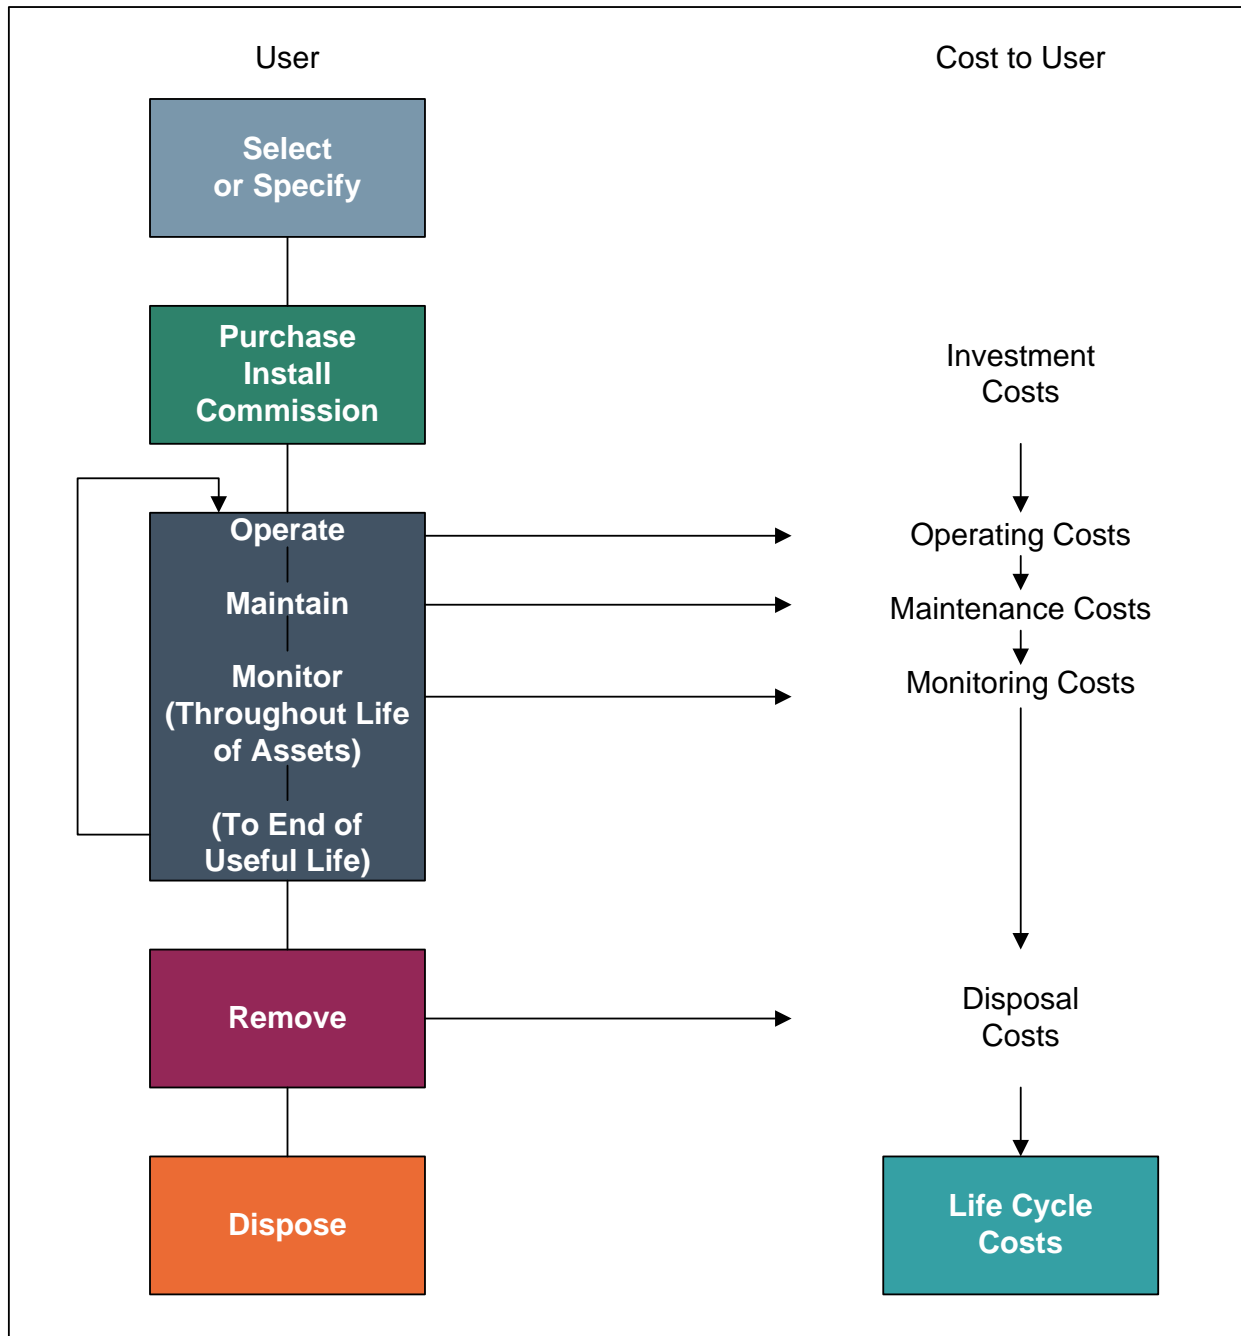 User
Cost to User
Select
or Specify
Purchase
Install
Commission
Investment
Costs
Operate
Operating Costs
Maintain
Maintenance Costs
Monitor
(Throughout Life
of Assets)
Monitoring Costs
(To End of
Useful Life)
Remove
Disposal
Costs
Dispose
Life Cycle
Costs